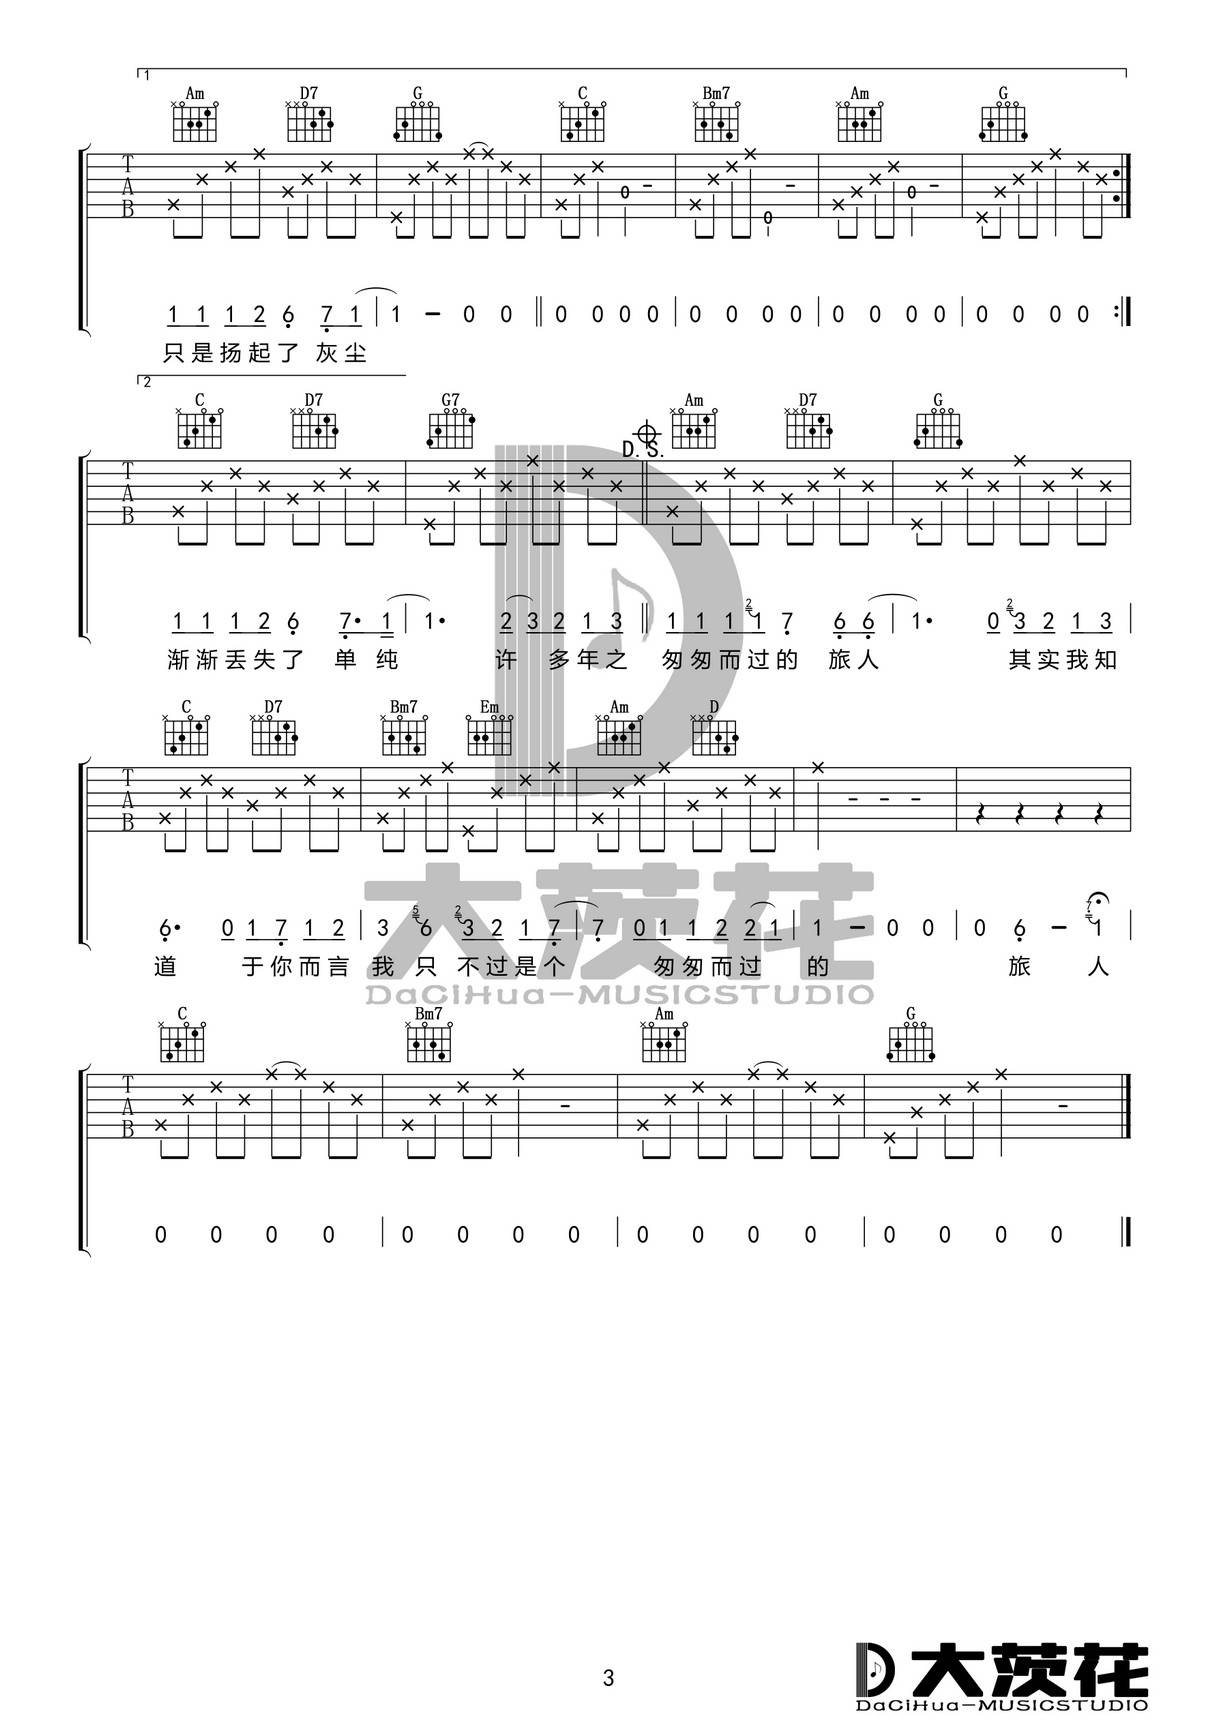 1
Am D7 G C Bm7 Am G
T
A
B
1 1 1 2 6 7 1 | 1 - 0 0 || 0 0 0 0 | 0 0 0 0 | 0 0 0 0 | 0 0 0 0 :|
只是扬起了 灰尘
2
C D7 G7 D.S. Am D7 G
T
A
B
1 1 1 2 6 7· 1 | 1· 2 3 2 1 3 || 1 1 1 2 1 7 6 6 | 1· 0 2 3 2 1 3 |
渐渐丢失了 单 纯 许 多年之 匆匆而过的 旅人 其实我知
C D7 Bm7 Em Am D
T
A
B
6· 0 1 7 1 2 | 3 5 6 2 3 2 1 7 | 7 0 1 1 2 2 1 | 1 - 0 0 | 0 6 - 7 1 |
道 于你而言 我 只 不过是个 匆匆而过 的 旅 人
大茨花
DaCiHua-MUSICSTUDIO
C Bm7 Am G
T
A
B
0 0 0 0 | 0 0 0 0 | 0 0 0 0 | 0 0 0 0
3
大茨花
DaCiHua-MUSICSTUDIO